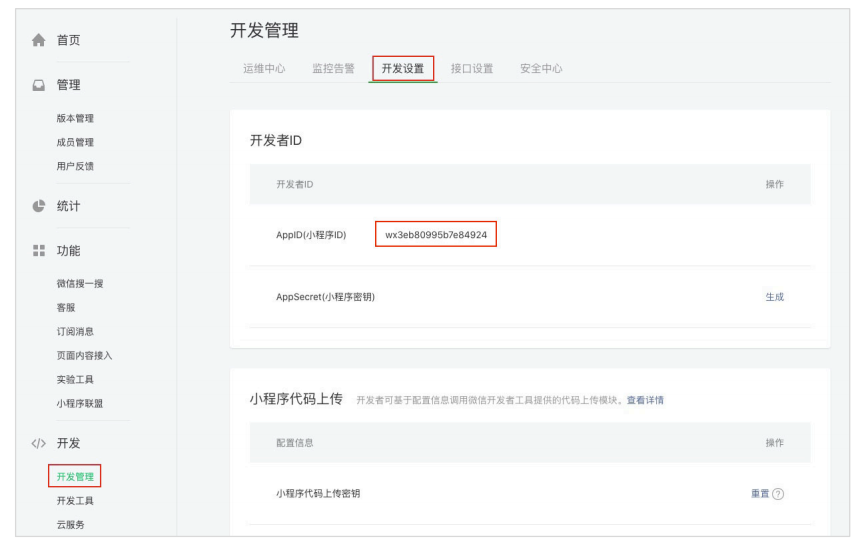 首页
管理
版本管理
成员管理
用户反馈
统计
功能
微信搜一搜
客服
订阅消息
页面内容接入
实验工具
小程序联盟
</> 开发
开发管理
开发工具
云服务
开发管理
运维中心 监控告警 开发设置 接口设置 安全中心
开发者ID
开发者ID 操作
AppID(小程序ID) wx3eb80995b7e84924
AppSecret(小程序密钥) 生成
小程序代码上传 开发者可基于配置信息调用微信开发者工具提供的代码上传模块。查看详情
配置信息 操作
小程序代码上传密钥 重置 ?